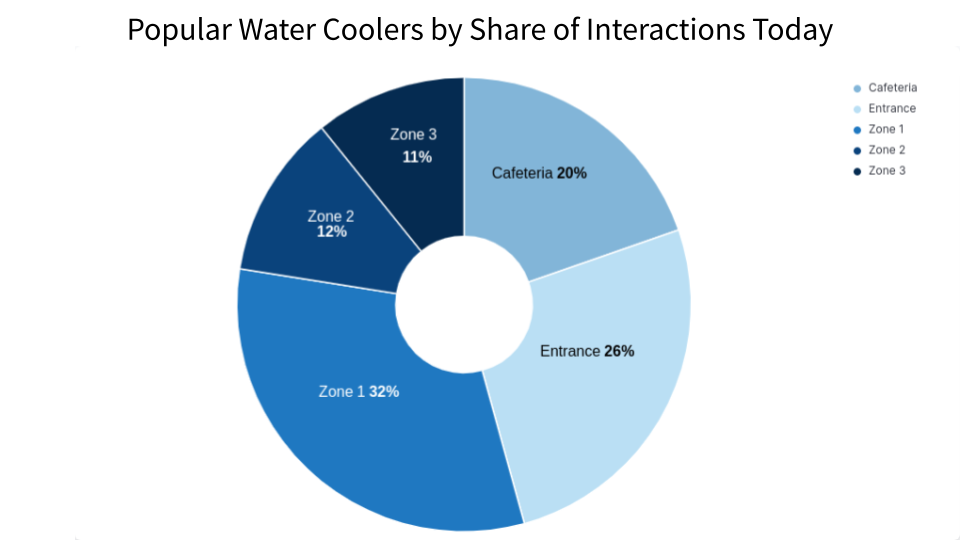 Popular Water Coolers by Share of Interactions Today
Cafeteria
Entrance
Zone 1
Zone 2
Zone 3
Zone 3
11%
Cafeteria 20%
Zone 2
12%
Entrance 26%
Zone 1 32%